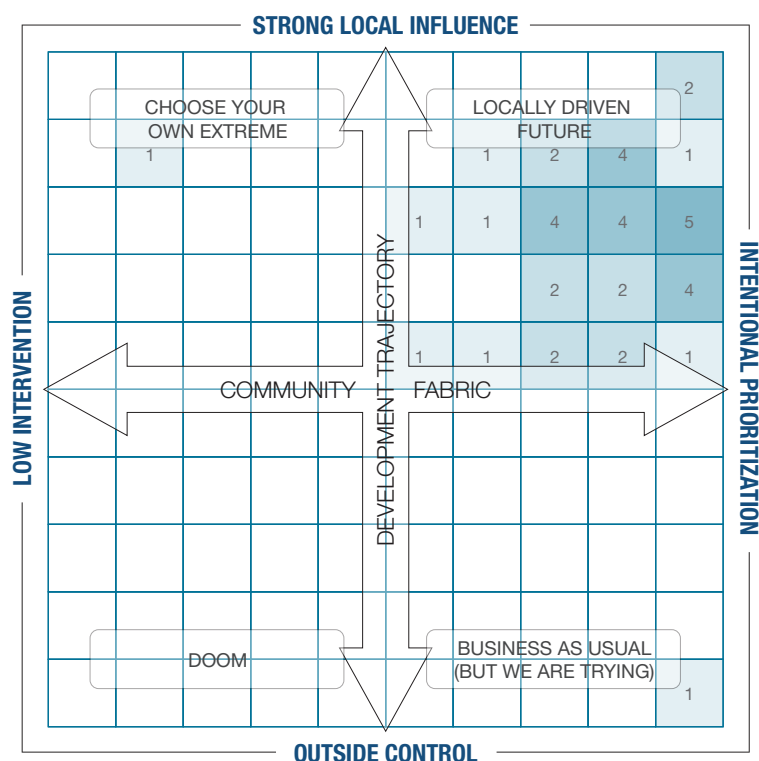 STRONG LOCAL INFLUENCE
2
CHOOSE YOUR
OWN EXTREME
LOCALLY DRIVEN
FUTURE
1
1
2
4
1
1
1
4
4
5
2
2
4
1
1
2
2
1
LOW INTERVENTION
INTENTIONAL PRIORITIZATION
COMMUNITY FABRIC
DEVELOPMENT TRAJECTORY
DOOM
BUSINESS AS USUAL
(BUT WE ARE TRYING)
1
OUTSIDE CONTROL